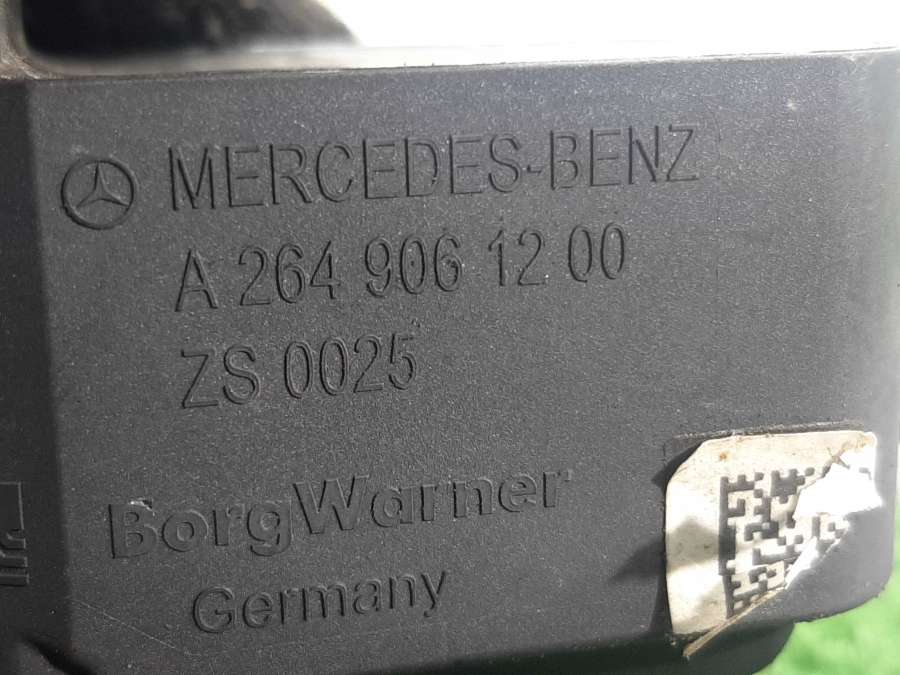 MERCEDES-BENZ
A 264 906 12 00
ZS 0025
BorgWarner
Germany